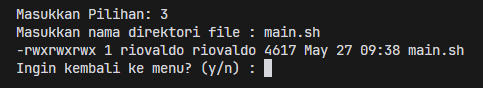 Masukkan Pilihan: 3
Masukkan nama direktori file : main.sh
-rwxrwxrwx 1 riovaldo riovaldo 4617 May 27 09:38 main.sh
Ingin kembali ke menu? (y/n) :